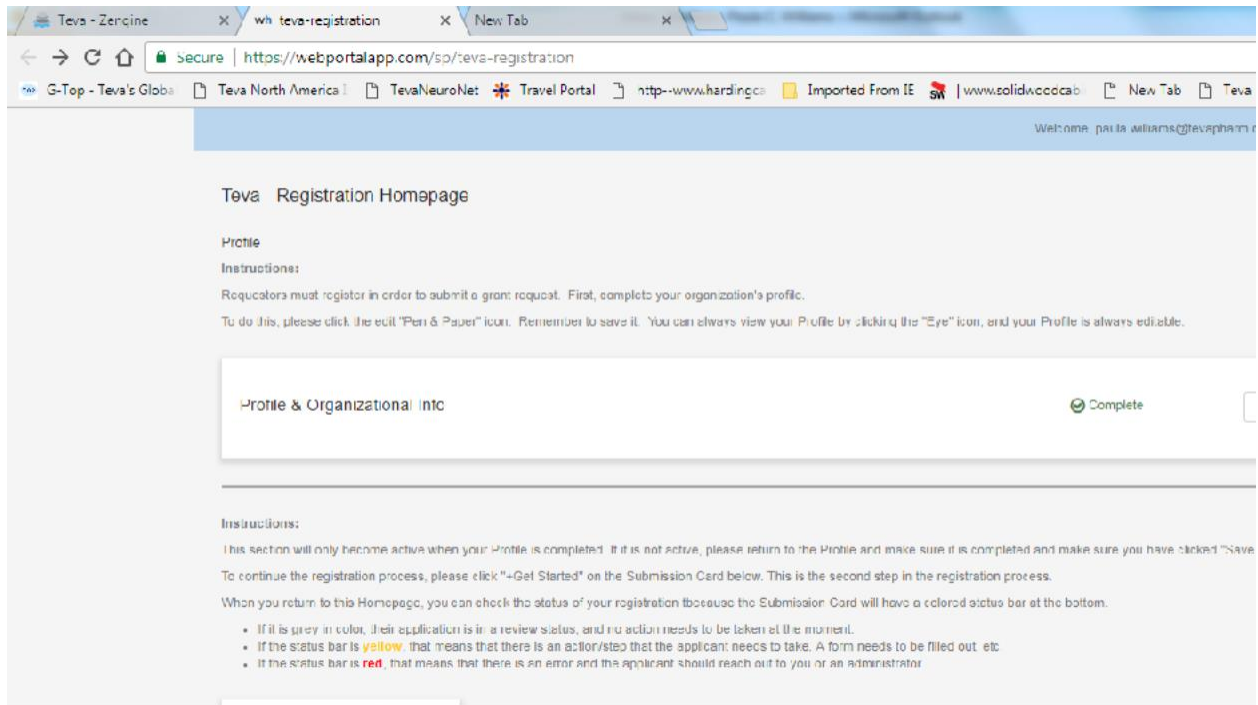 Teva - Zengine
wh teva-registration
New Tab
Secure | https://webportalapp.com/sp/teva-registration
G-Top - Teva's Globa
Teva North America I
TevaNeuroNet
Travel Portal
http--www.hardingca
Imported From IE
| www.solidwoodcab
New Tab
Teva
Welcome, paula.williams@tevapharm.c
Teva Registration Homepage
Profile
Instructions:
Requestors must register in order to submit a grant request. First, complete your organization's profile.
To do this, please click the edit "Pen & Paper" icon. Remember to save it. You can always view your Profile by clicking the "Eye" icon, and your Profile is always editable.
Profile & Organizational Info
Complete
Instructions:
This section will only become active when your Profile is completed. If it is not active, please return to the Profile and make sure it is completed and make sure you have clicked "Save
To continue the registration process, please click "+Get Started" on the Submission Card below. This is the second step in the registration process.
When you return to this Homepage, you can check the status of your registration tbecause the Submission Card will have a colored status bar at the bottom.
• If it is grey in color, their application is in a review status, and no action needs to be taken at the moment.
• If the status bar is yellow, that means that there is an action/step that the applicant needs to take. A form needs to be filled out, etc
• If the status bar is red, that means that there is an error and the applicant should reach out to you or an administrator